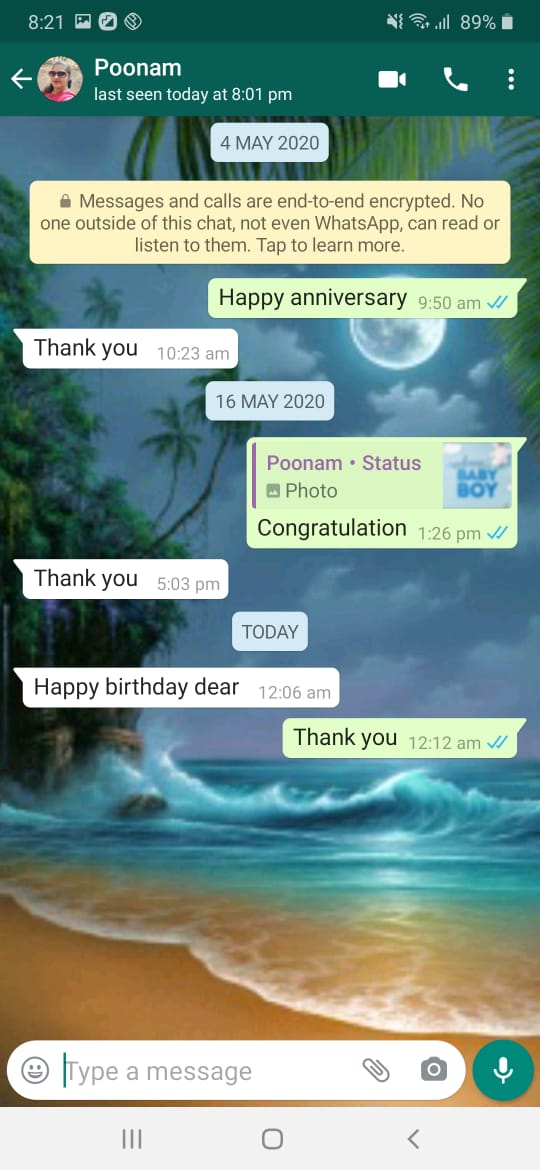 8:21
89%
Poonam
last seen today at 8:01 pm
4 MAY 2020
Messages and calls are end-to-end encrypted. No
one outside of this chat, not even WhatsApp, can read or
listen to them. Tap to learn more.
Happy anniversary 9:50 am
Thank you 10:23 am
16 MAY 2020
Poonam • Status
Photo
BABY
BOY
Congratulation 1:26 pm
Thank you 5:03 pm
TODAY
Happy birthday dear 12:06 am
Thank you 12:12 am
Type a message